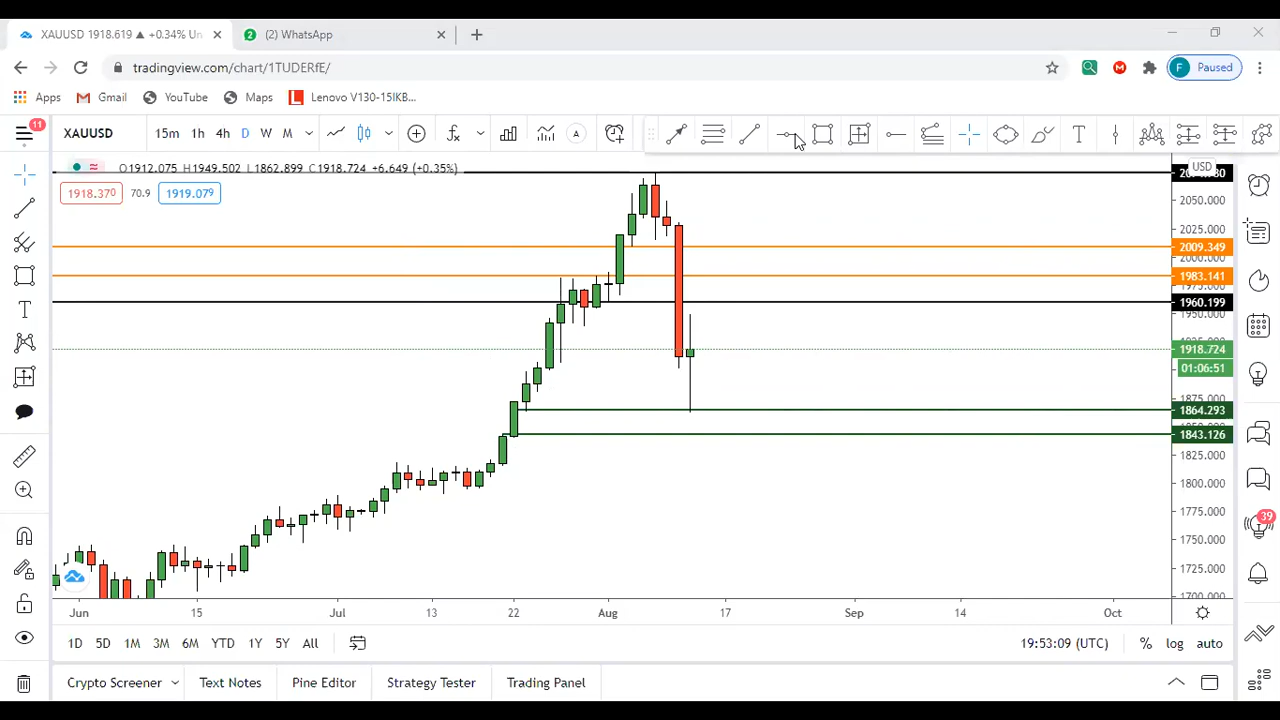 XAUUSD 1918.619 ▲ +0.34% Un
2
(2) WhatsApp
tradingview.com/chart/1TUDERfE/
F Paused
Apps Gmail YouTube Maps Lenovo V130-15IKB...
11
XAUUSD 15m 1h 4h D W M
A
T
O1912.075 H1949.502 L1862.899 C1918.724 +6.649 (+0.35%)
USD
1918.370 70.9 1919.079
2050.000
2025.000
2009.349
2000.000
1983.141
1975.000
1960.199
1950.000
1918.724
01:06:51
1875.000
1864.293
1843.126
1825.000
1800.000
1775.000
1750.000
1725.000
1700.000
T
39
Jun 15 Jul 13 22 Aug 17 Sep 14 Oct
1D 5D 1M 3M 6M YTD 1Y 5Y All
19:53:09 (UTC) % log auto
Crypto Screener Text Notes Pine Editor Strategy Tester Trading Panel